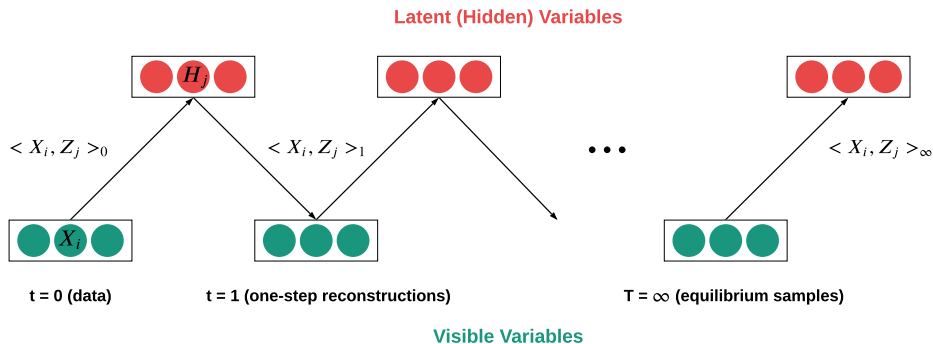 Latent (Hidden) Variables
H_j
< X_i, Z_j >_0
< X_i, Z_j >_1
...
< X_i, Z_j >_∞
X_i
t = 0 (data)
t = 1 (one-step reconstructions)
T = ∞ (equilibrium samples)
Visible Variables